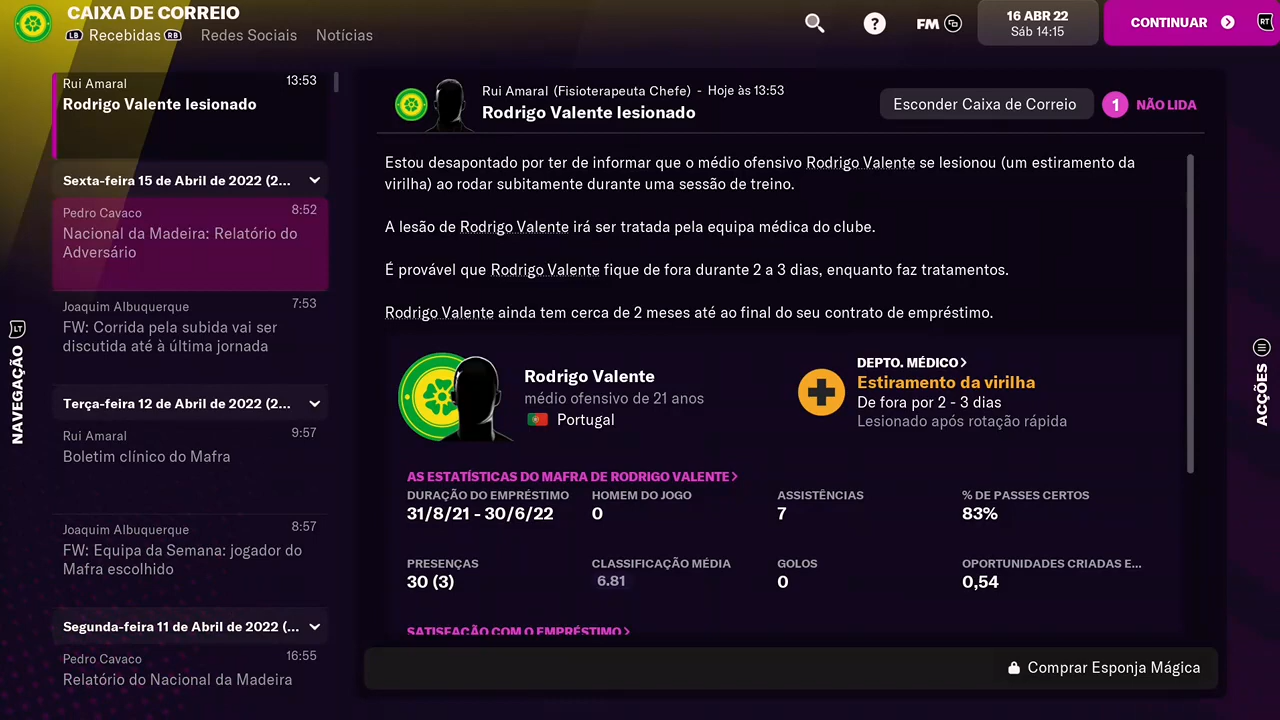 CAIXA DE CORREIO
LB Recebidas RB Redes Sociais Notícias
?
FM
16 ABR 22
Sáb 14:15
CONTINUAR
RT
Rui Amaral 13:53
Rodrigo Valente lesionado
Sexta-feira 15 de Abril de 2022 (2...
Pedro Cavaco 8:52
Nacional da Madeira: Relatório do
Adversário
Joaquim Albuquerque 7:53
FW: Corrida pela subida vai ser
discutida até à última jornada
Terça-feira 12 de Abril de 2022 (2...
Rui Amaral 9:57
Boletim clínico do Mafra
Joaquim Albuquerque 8:57
FW: Equipa da Semana: jogador do
Mafra escolhido
Segunda-feira 11 de Abril de 2022 (...
Pedro Cavaco 16:55
Relatório do Nacional da Madeira
LT
NAVEGAÇÃO
Rui Amaral (Fisioterapeuta Chefe) - Hoje às 13:53
Rodrigo Valente lesionado
Esconder Caixa de Correio
1 NÃO LIDA
Estou desapontado por ter de informar que o médio ofensivo Rodrigo Valente se lesionou (um estiramento da
virilha) ao rodar subitamente durante uma sessão de treino.
A lesão de Rodrigo Valente irá ser tratada pela equipa médica do clube.
É provável que Rodrigo Valente fique de fora durante 2 a 3 dias, enquanto faz tratamentos.
Rodrigo Valente ainda tem cerca de 2 meses até ao final do seu contrato de empréstimo.
Rodrigo Valente
médio ofensivo de 21 anos
Portugal
DEPTO. MÉDICO
Estiramento da virilha
De fora por 2 - 3 dias
Lesionado após rotação rápida
AS ESTATÍSTICAS DO MAFRA DE RODRIGO VALENTE
DURAÇÃO DO EMPRÉSTIMO HOMEM DO JOGO ASSISTÊNCIAS % DE PASSES CERTOS
31/8/21 - 30/6/22 0 7 83%
PRESENÇAS CLASSIFICAÇÃO MÉDIA GOLOS OPORTUNIDADES CRIADAS E...
30 (3) 6.81 0 0,54
SATISFAÇÃO COM O EMPRÉSTIMO
Comprar Esponja Mágica
ACÇÕES